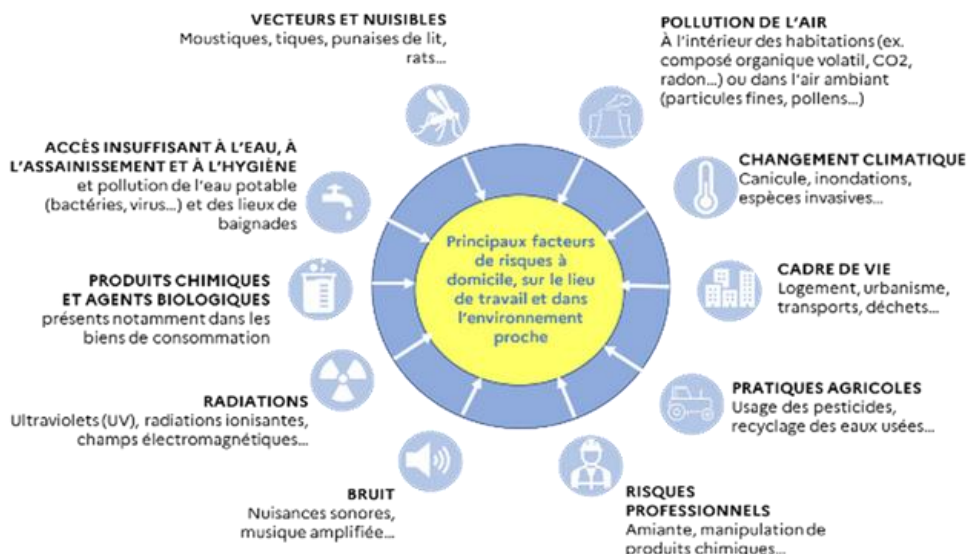 VECTEURS ET NUISIBLES
Moustiques, tiques, punaises de lit,
rats...
POLLUTION DE L'AIR
À l'intérieur des habitations (ex.
composé organique volatil, CO2,
radon...) ou dans l'air ambiant
(particules fines, pollens...)
ACCÈS INSUFFISANT À L'EAU, À
L'ASSAINISSEMENT ET À L'HYGIÈNE
et pollution de l'eau potable
(bactéries, virus...) et des lieux de
baignades
CHANGEMENT CLIMATIQUE
Canicule, inondations,
espèces invasives...
Principaux facteurs
de risques à
domicile, sur le lieu
de travail et dans
l'environnement
proche
PRODUITS CHIMIQUES
ET AGENTS BIOLOGIQUES
présents notamment dans les
biens de consommation
CADRE DE VIE
Logement, urbanisme,
transports, déchets...
RADIATIONS
Ultraviolets (UV), radiations ionisantes,
champs électromagnétiques...
PRATIQUES AGRICOLES
Usage des pesticides,
recyclage des eaux usées...
BRUIT
Nuisances sonores,
musique amplifiée...
RISQUES
PROFESSIONNELS
Amiante, manipulation de
produits chimiques...